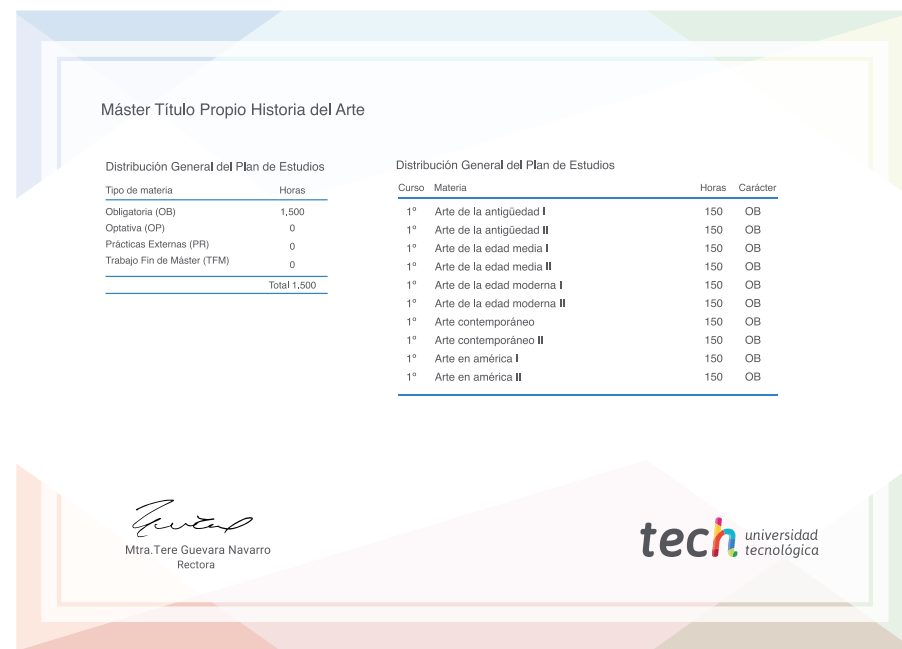 Máster Título Propio Historia del Arte
Distribución General del Plan de Estudios
Tipo de materia Horas
Obligatoria (OB) 1,500
Optativa (OP) 0
Prácticas Externas (PR) 0
Trabajo Fin de Máster (TFM) 0
Total 1,500
Distribución General del Plan de Estudios
Curso Materia Horas Carácter
1º Arte de la antigüedad I 150 OB
1º Arte de la antigüedad II 150 OB
1º Arte de la edad media I 150 OB
1º Arte de la edad media II 150 OB
1º Arte de la edad moderna I 150 OB
1º Arte de la edad moderna II 150 OB
1º Arte contemporáneo 150 OB
1º Arte contemporáneo II 150 OB
1º Arte en américa I 150 OB
1º Arte en américa II 150 OB
Mtra.Tere Guevara Navarro
Rectora
tech universidad
tecnológica